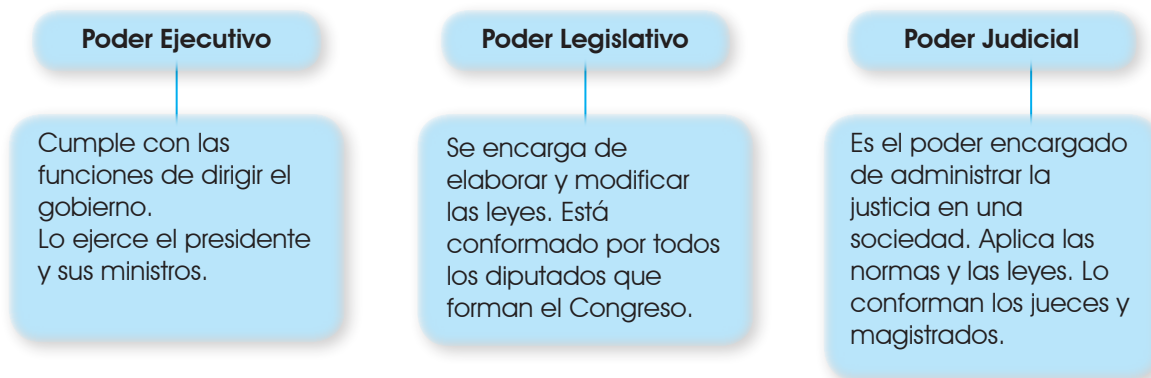 Poder Ejecutivo
Cumple con las
funciones de dirigir el
gobierno.
Lo ejerce el presidente
y sus ministros.
Poder Legislativo
Se encarga de
elaborar y modificar
las leyes. Está
conformado por todos
los diputados que
forman el Congreso.
Poder Judicial
Es el poder encargado
de administrar la
justicia en una
sociedad. Aplica las
normas y las leyes. Lo
conforman los jueces y
magistrados.